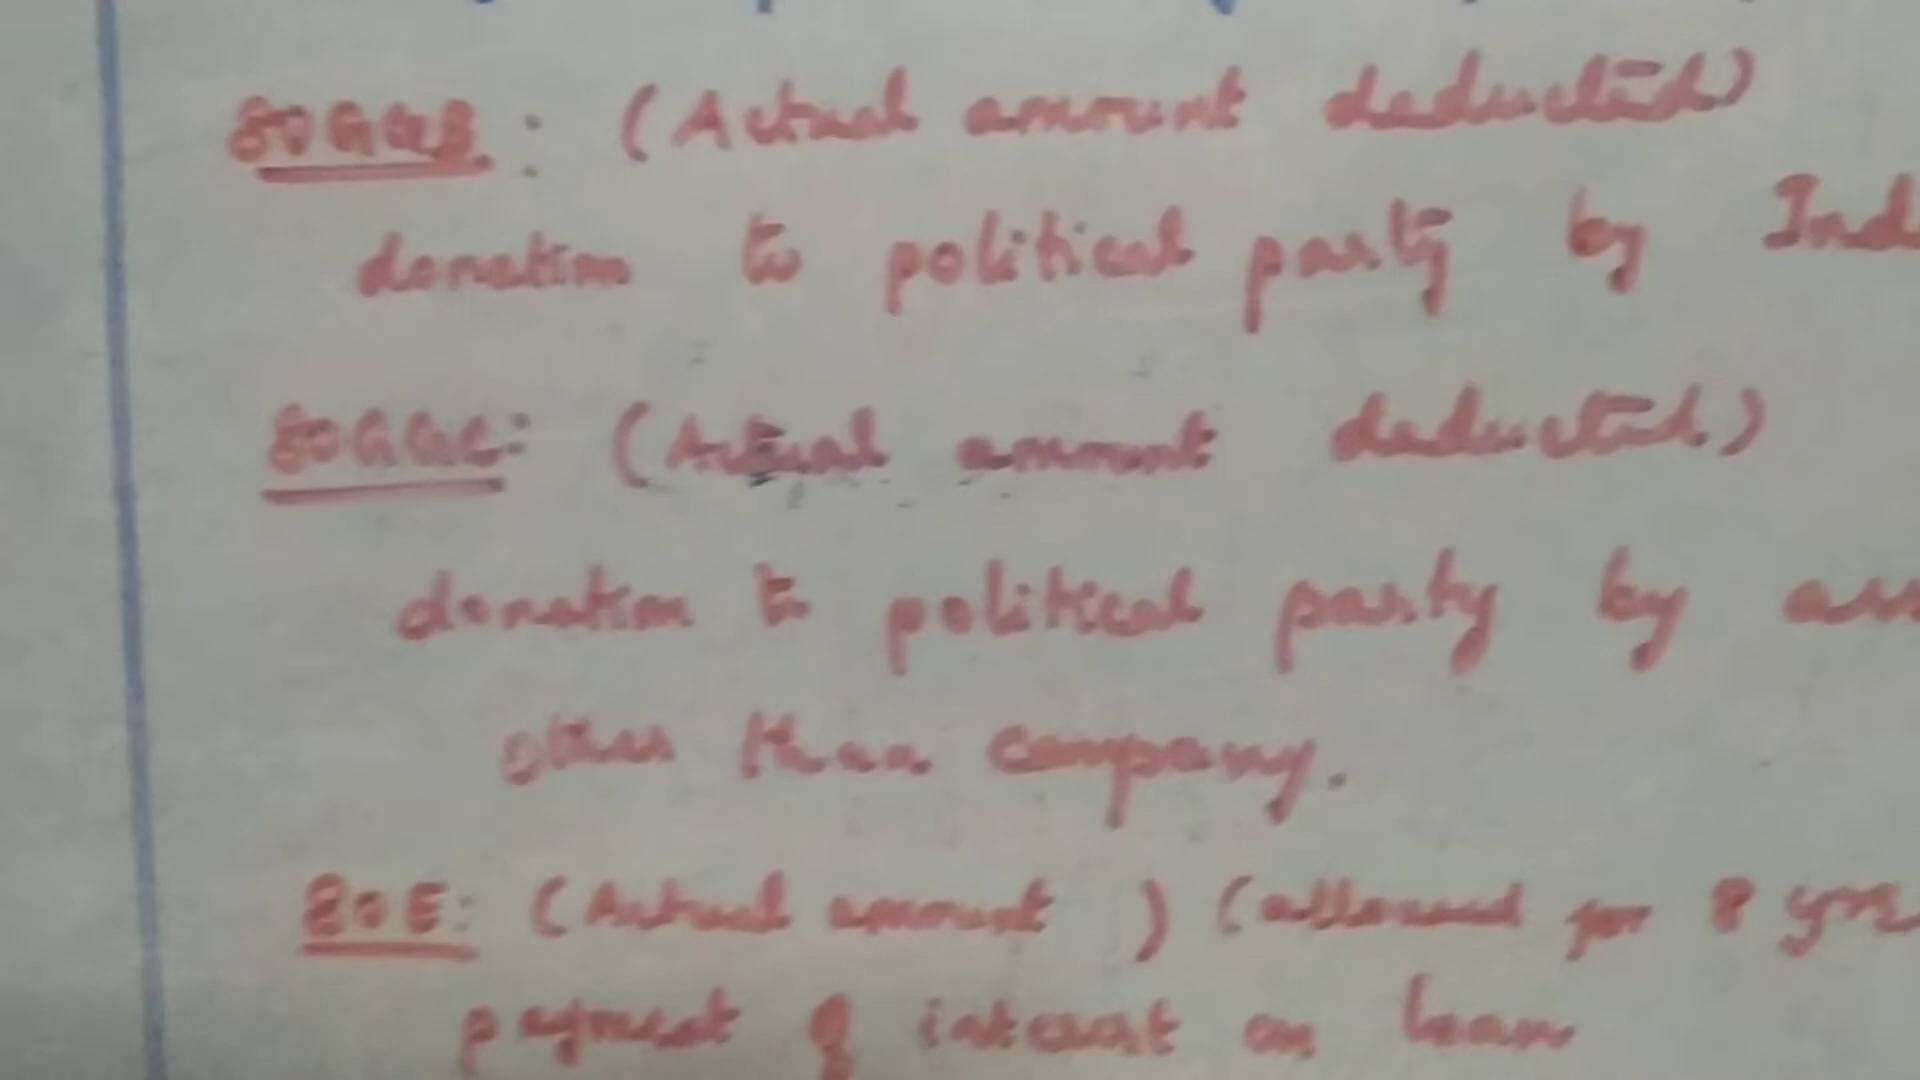 80GGB : (Actual amount deducted)
donation to political party by Ind
80GGC: (Actual amount deducted)
donation to political party by ass
other than company.
80E: (Actual amount ) (allowed for 8 yrs
payment of interest on loan